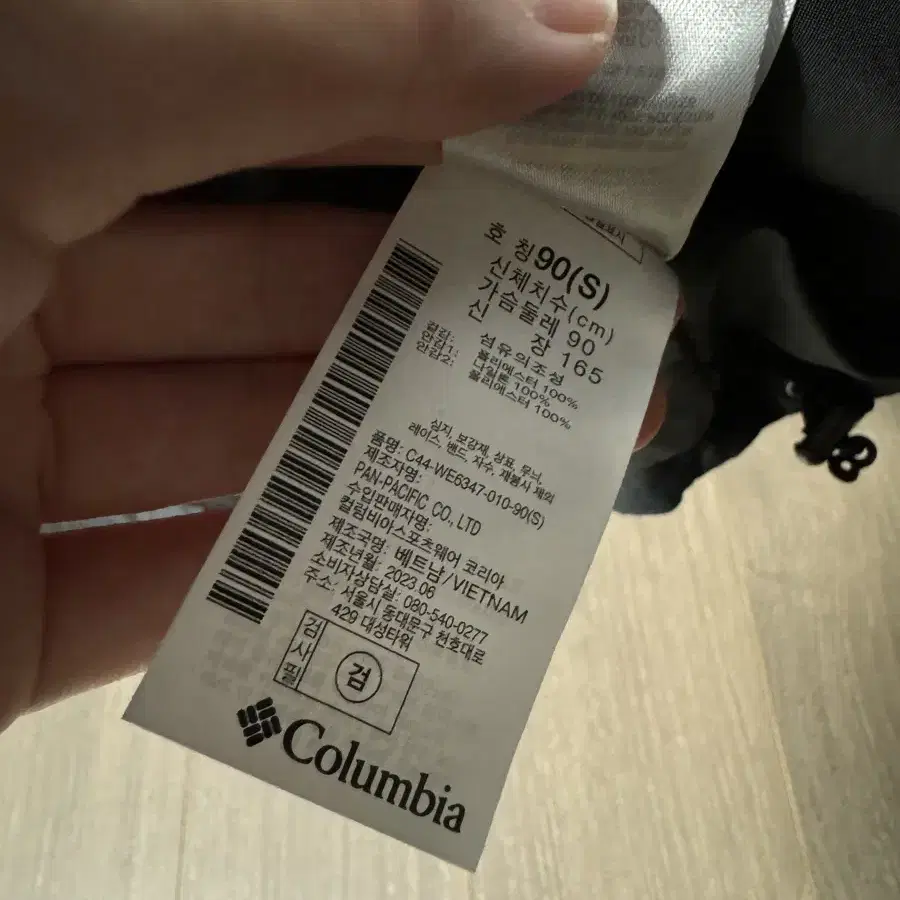 호 칭 90(S)
신체치수(cm)
가슴둘레 90
신 장 165
섬유의조성
겉감: 폴리에스터 100%
안감1: 나일론 100%
안감2: 폴리에스터 100%
심지, 보강재, 상표, 무늬,
레이스, 밴드, 자수, 재봉사 제외
품명: C44-WE6347-010-90(S)
제조자명:
PAN-PACIFIC CO., LTD
수입판매자명:
컬럼비아스포츠웨어 코리아
제조국명: 베트남/VIETNAM
제조년월: 2023.06
소비자상담실: 080-540-0277
주소: 서울시 동대문구 천호대로
429 대성타워
검사필 검
Columbia